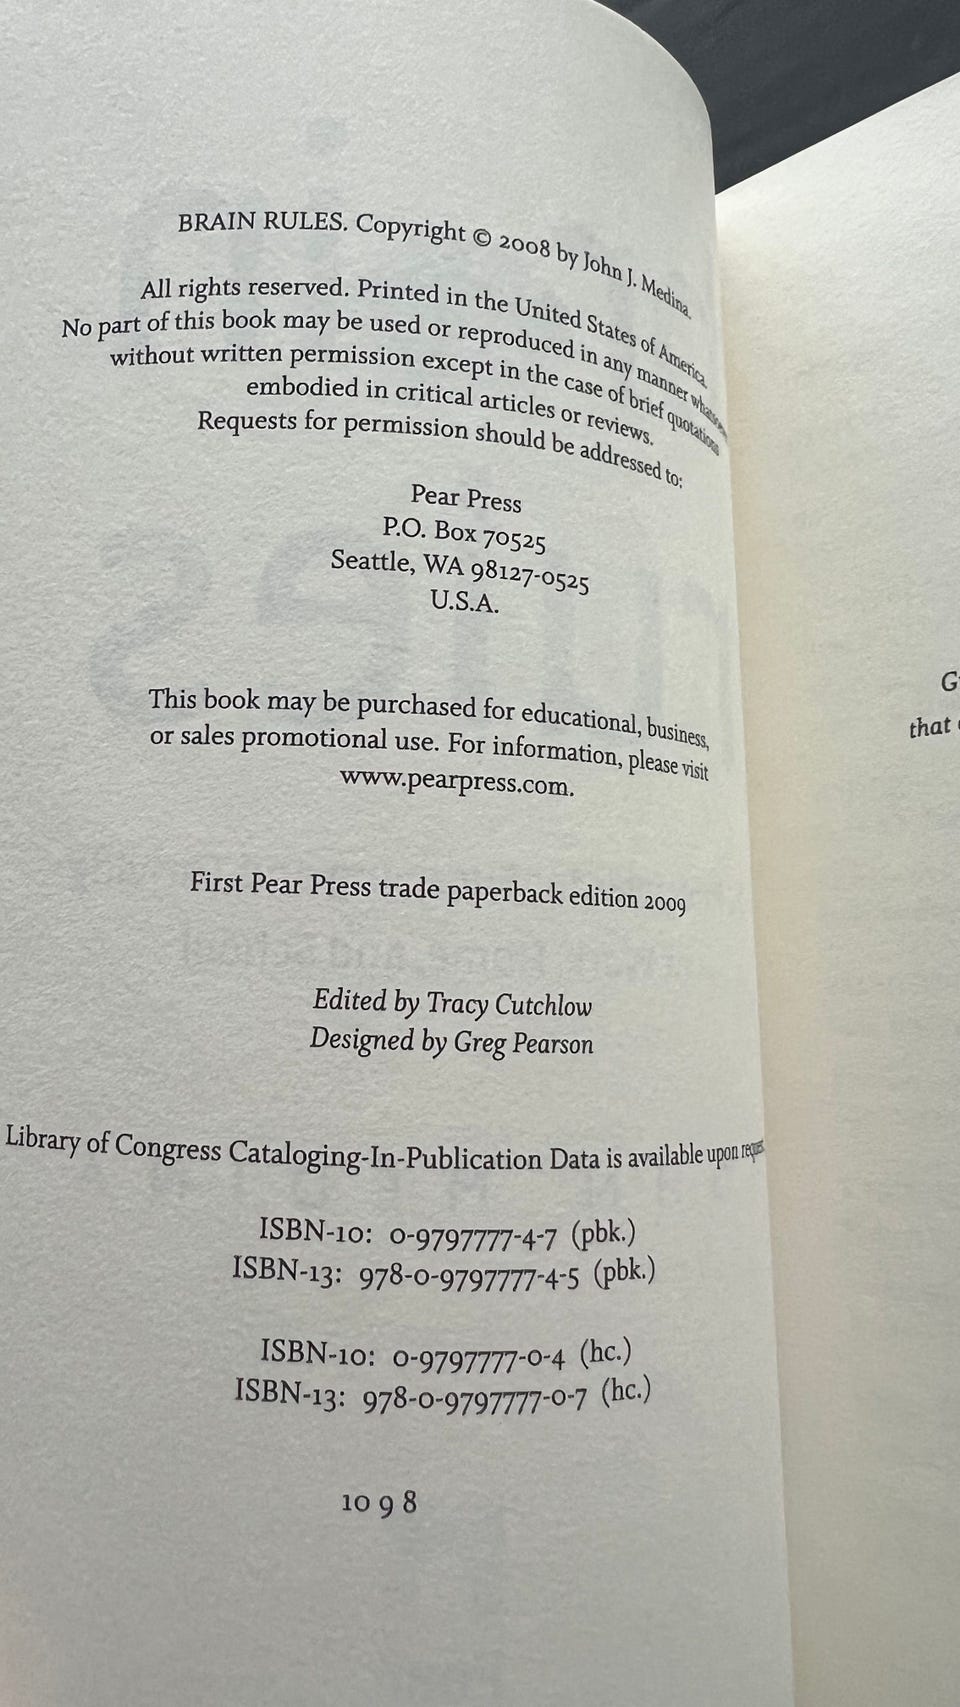 BRAIN RULES. Copyright © 2008 by John J. Medina.
All rights reserved. Printed in the United States of America.
No part of this book may be used or reproduced in any manner
without written permission except in the case of brief quotations
embodied in critical articles or reviews.
Requests for permission should be addressed to:
Pear Press
P.O. Box 70525
Seattle, WA 98127-0525
U.S.A.
This book may be purchased for educational, business,
or sales promotional use. For information, please visit
www.pearpress.com.
First Pear Press trade paperback edition 2009
Edited by Tracy Cutchlow
Designed by Greg Pearson
Library of Congress Cataloging-In-Publication Data is available upon
ISBN-10: 0-9797777-4-7 (pbk.)
ISBN-13: 978-0-9797777-4-5 (pbk.)
ISBN-10: 0-9797777-0-4 (hc.)
ISBN-13: 978-0-9797777-0-7 (hc.)
10 9 8
that